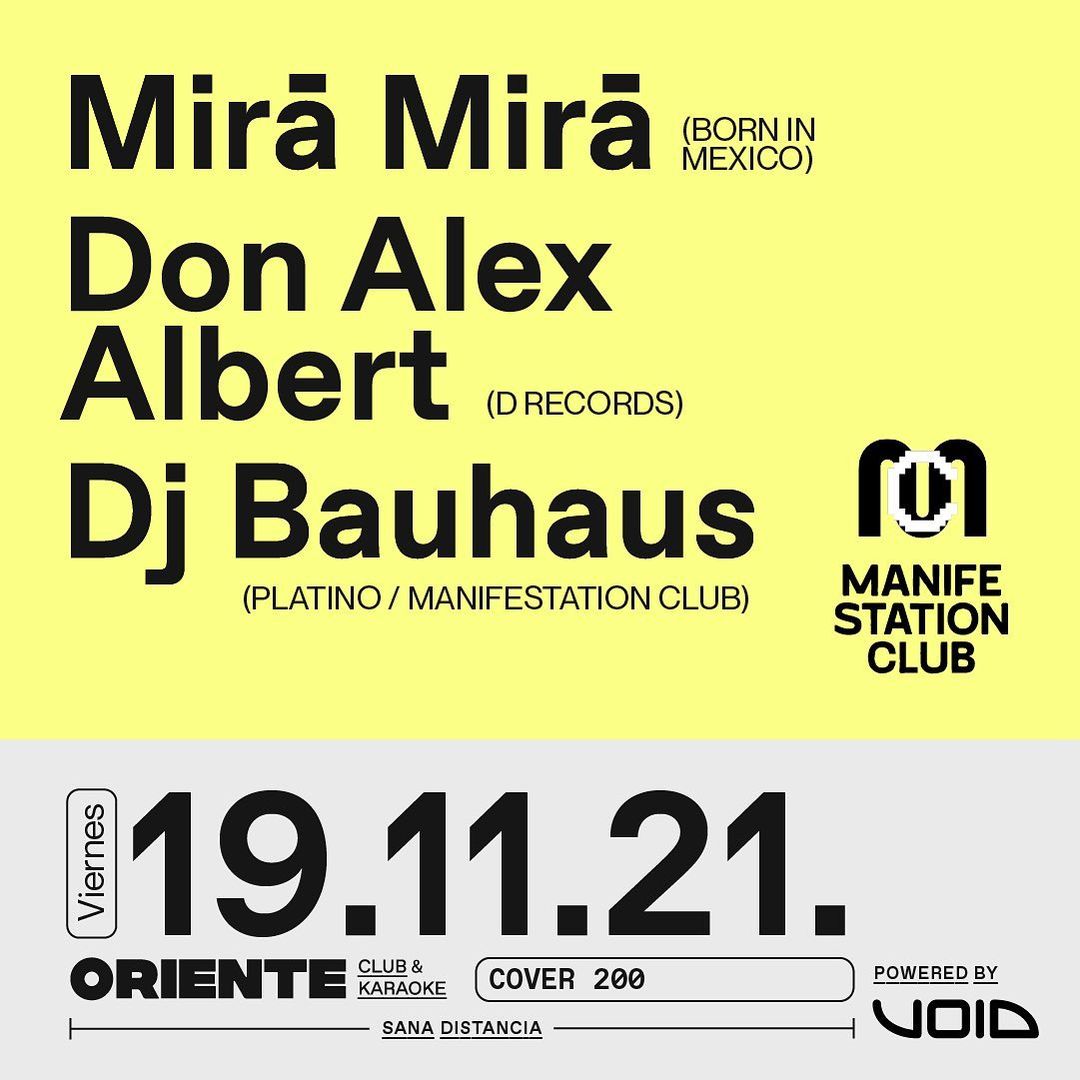 Mirā Mirā (BORN IN
MEXICO)
Don Alex
Albert (D RECORDS)
Dj Bauhaus
(PLATINO / MANIFESTATION CLUB)
MANIFE
STATION
CLUB
Viernes
19.11.21.
ORIENTE CLUB &
KARAOKE
COVER 200
SANA DISTANCIA
POWERED BY
VOID